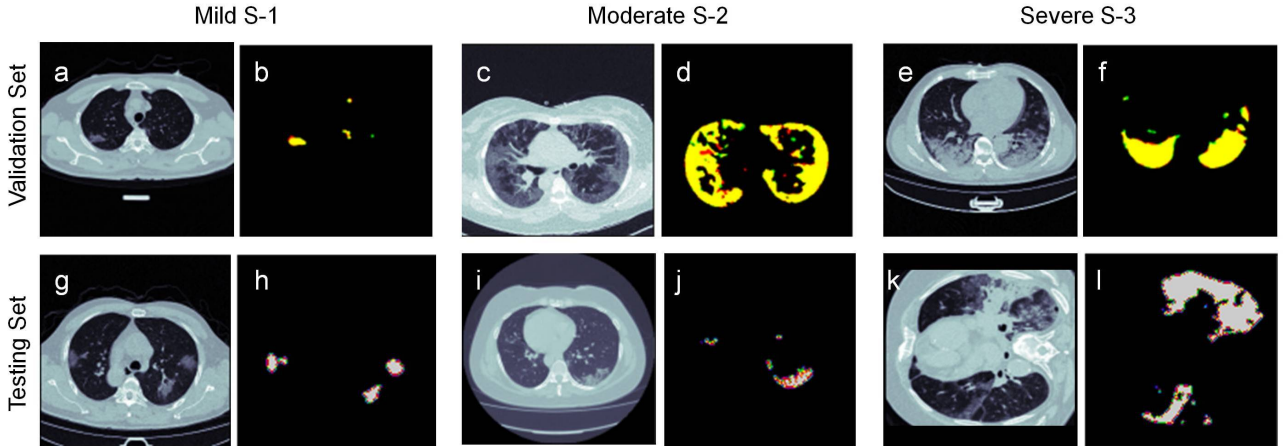 Mild S-1 Moderate S-2 Severe S-3
Validation Set
a b c d e f
Testing Set
g h i j k l